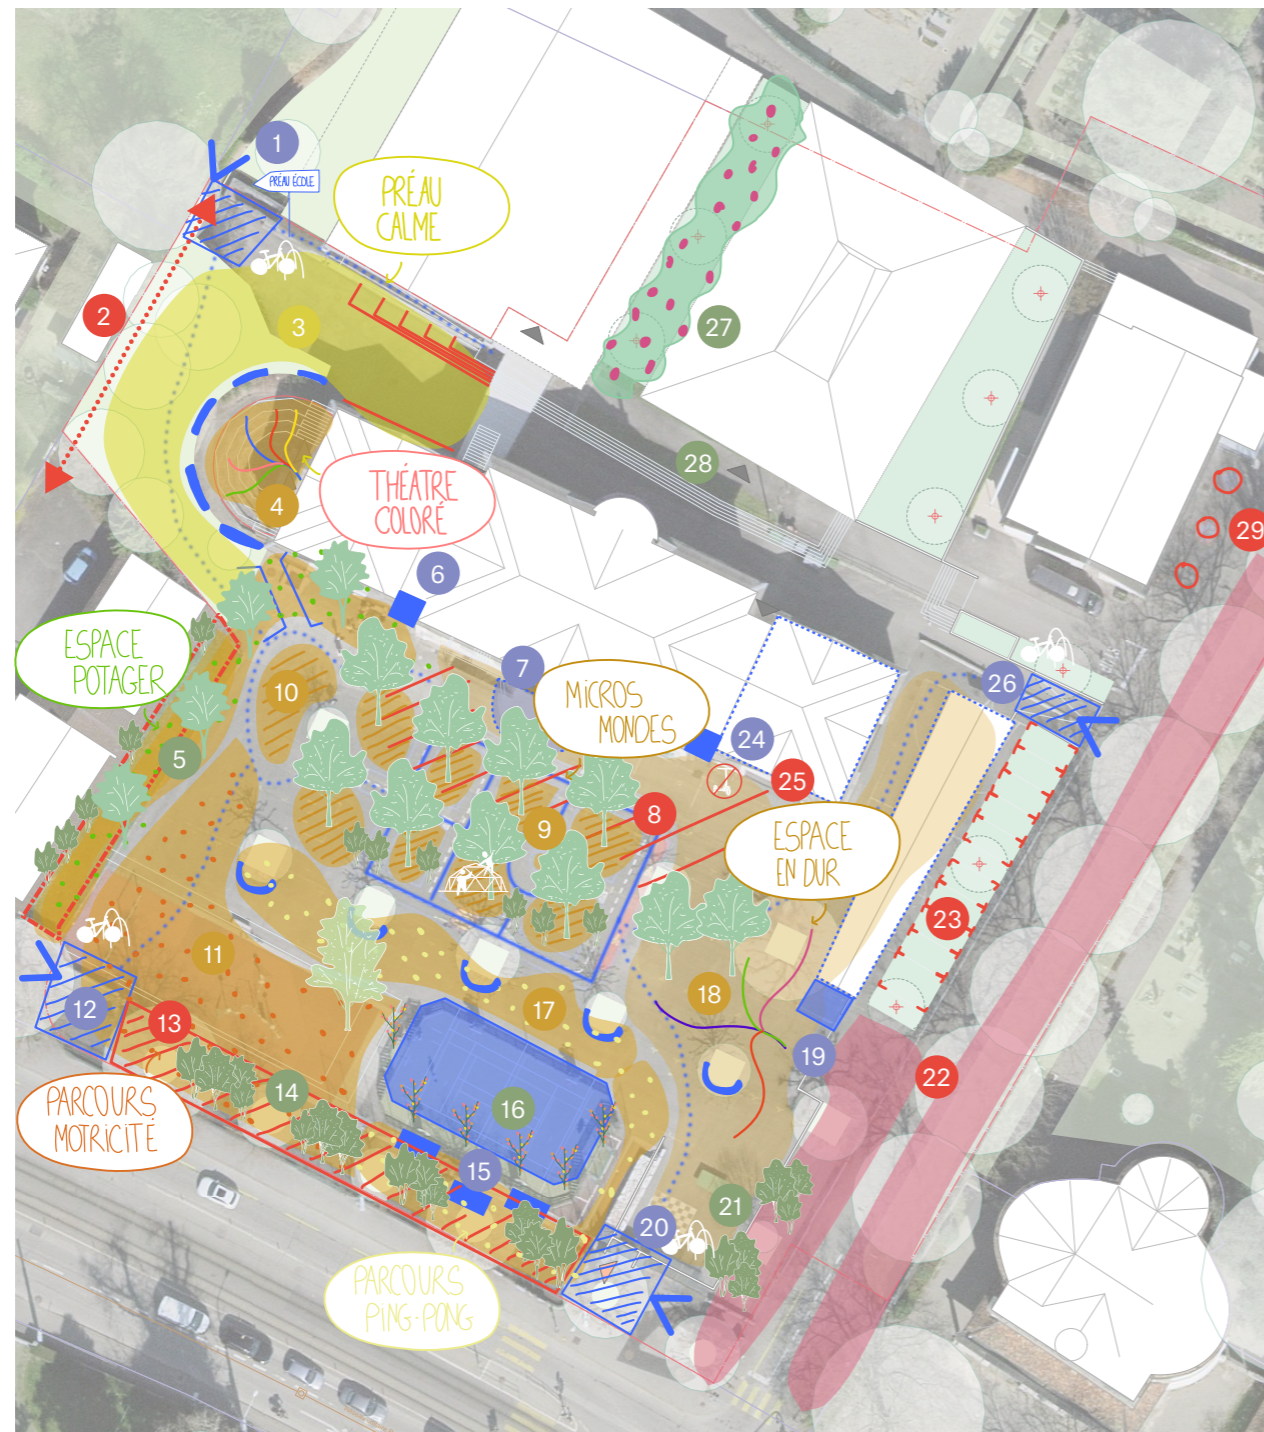 1
PRÉAU ÉCOLE
PRÉAU
CALME
2
3
27
28
THÉATRE
COLORÉ
4
29
6
ESPACE
POTAGER
7
MICROS
MONDES
26
10
5
24
25
8
9
ESPACE
EN DUR
23
11
12
13
17
18
19
22
PARCOURS
MOTRICITÉ
14
16
15
21
20
PARCOURS
PING-PONG